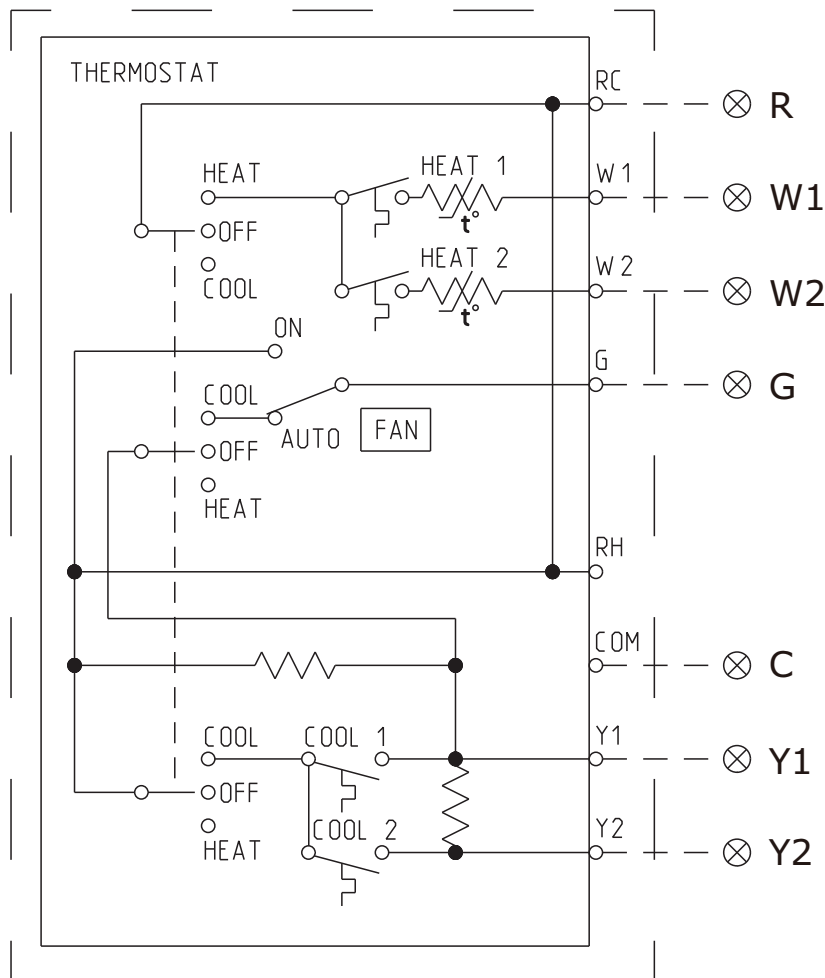 THERMOSTAT
RC
R
HEAT
HEAT 1
W1
W1
t°
OFF
HEAT 2
W2
W2
COOL
t°
ON
G
G
COOL
AUTO
FAN
OFF
HEAT
RH
COM
C
COOL
COOL 1
Y1
Y1
OFF
COOL 2
Y2
Y2
HEAT